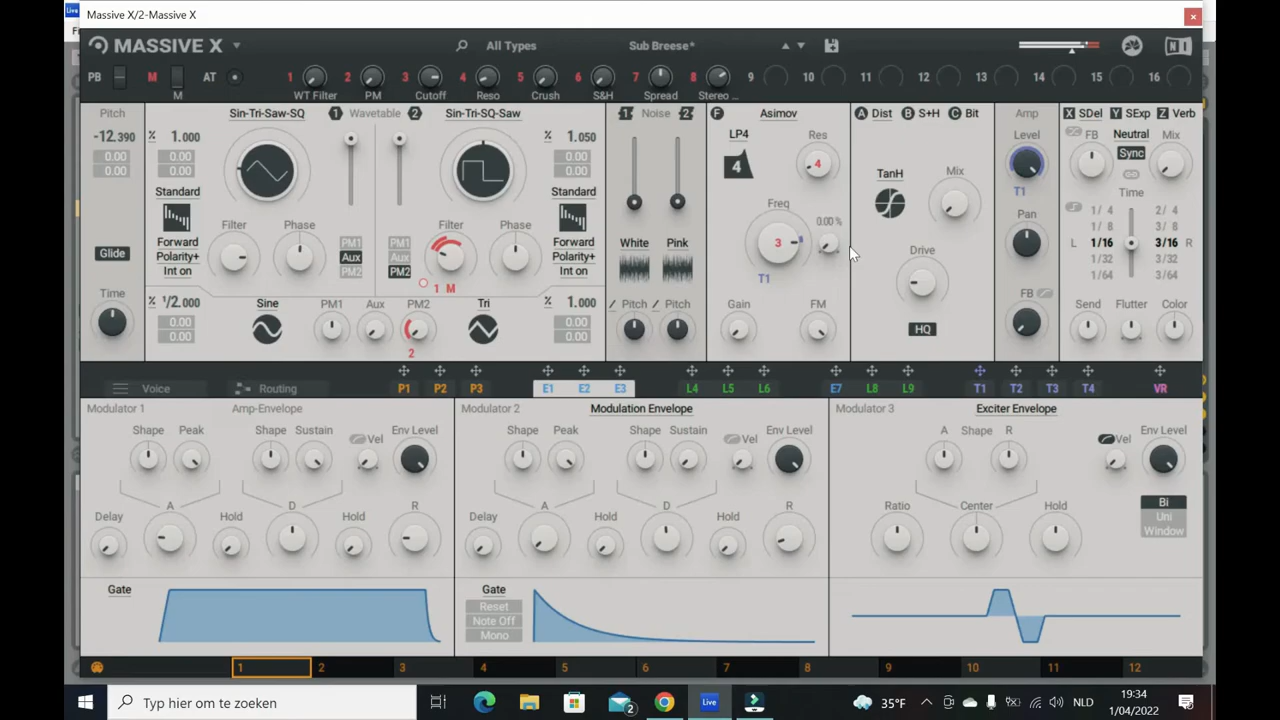 Massive X/2-Massive X
MASSIVE X
All Types
Sub Breese*
NI
PB
M
M
AT
1 2 3 4 5 6 7 8 9 10 11 12 13 14 15 16
WT Filter PM Cutoff Reso Crush S&H Spread Stereo ...
Pitch
-12.390
0.00
0.00
Glide
Time
Sin-Tri-Saw-SQ
1 Wavetable 2
Sin-Tri-SQ-Saw
1.000
0.00
0.00
1.050
0.00
0.00
Standard
Forward
Polarity+
Int on
Filter
Phase
PM1
Aux
PM2
PM1
Aux
PM2
Filter
Phase
1 M
Standard
Forward
Polarity+
Int on
1/2.000
0.00
0.00
Sine
PM1
Aux
PM2
2
Tri
1.000
0.00
0.00
1 Noise 2
White
Pink
Pitch
Pitch
F
Asimov
LP4
4
Res
4
Freq
3
0.00 %
T1
Gain
FM
A Dist
B S+H
C Bit
TanH
Mix
Drive
HQ
Amp
Level
T1
Pan
FB
X SDel
Y SExp
Z Verb
FB
Neutral
Sync
Mix
Time
1/ 4
1/ 8
L 1/16
1/32
1/64
2/ 4
3/ 8
3/16 R
3/32
3/64
Send
Flutter
Color
Voice
Routing
P1 P2 P3 E1 E2 E3 L4 L5 L6 E7 L8 L9 T1 T2 T3 T4 VR
Modulator 1
Amp-Envelope
Shape Peak Shape Sustain Vel Env Level
A D R
Delay Hold Hold
Gate
Modulator 2
Modulation Envelope
Shape Peak Shape Sustain Vel Env Level
A D R
Delay Hold Hold
Gate
Reset
Note Off
Mono
Modulator 3
Exciter Envelope
A Shape R
Vel
Env Level
Ratio
Center
Hold
Bi
Uni
Window
1 2 3 4 5 6 7 8 9 10 11 12
Typ hier om te zoeken
2
Live
35°F
NLD
19:34
1/04/2022